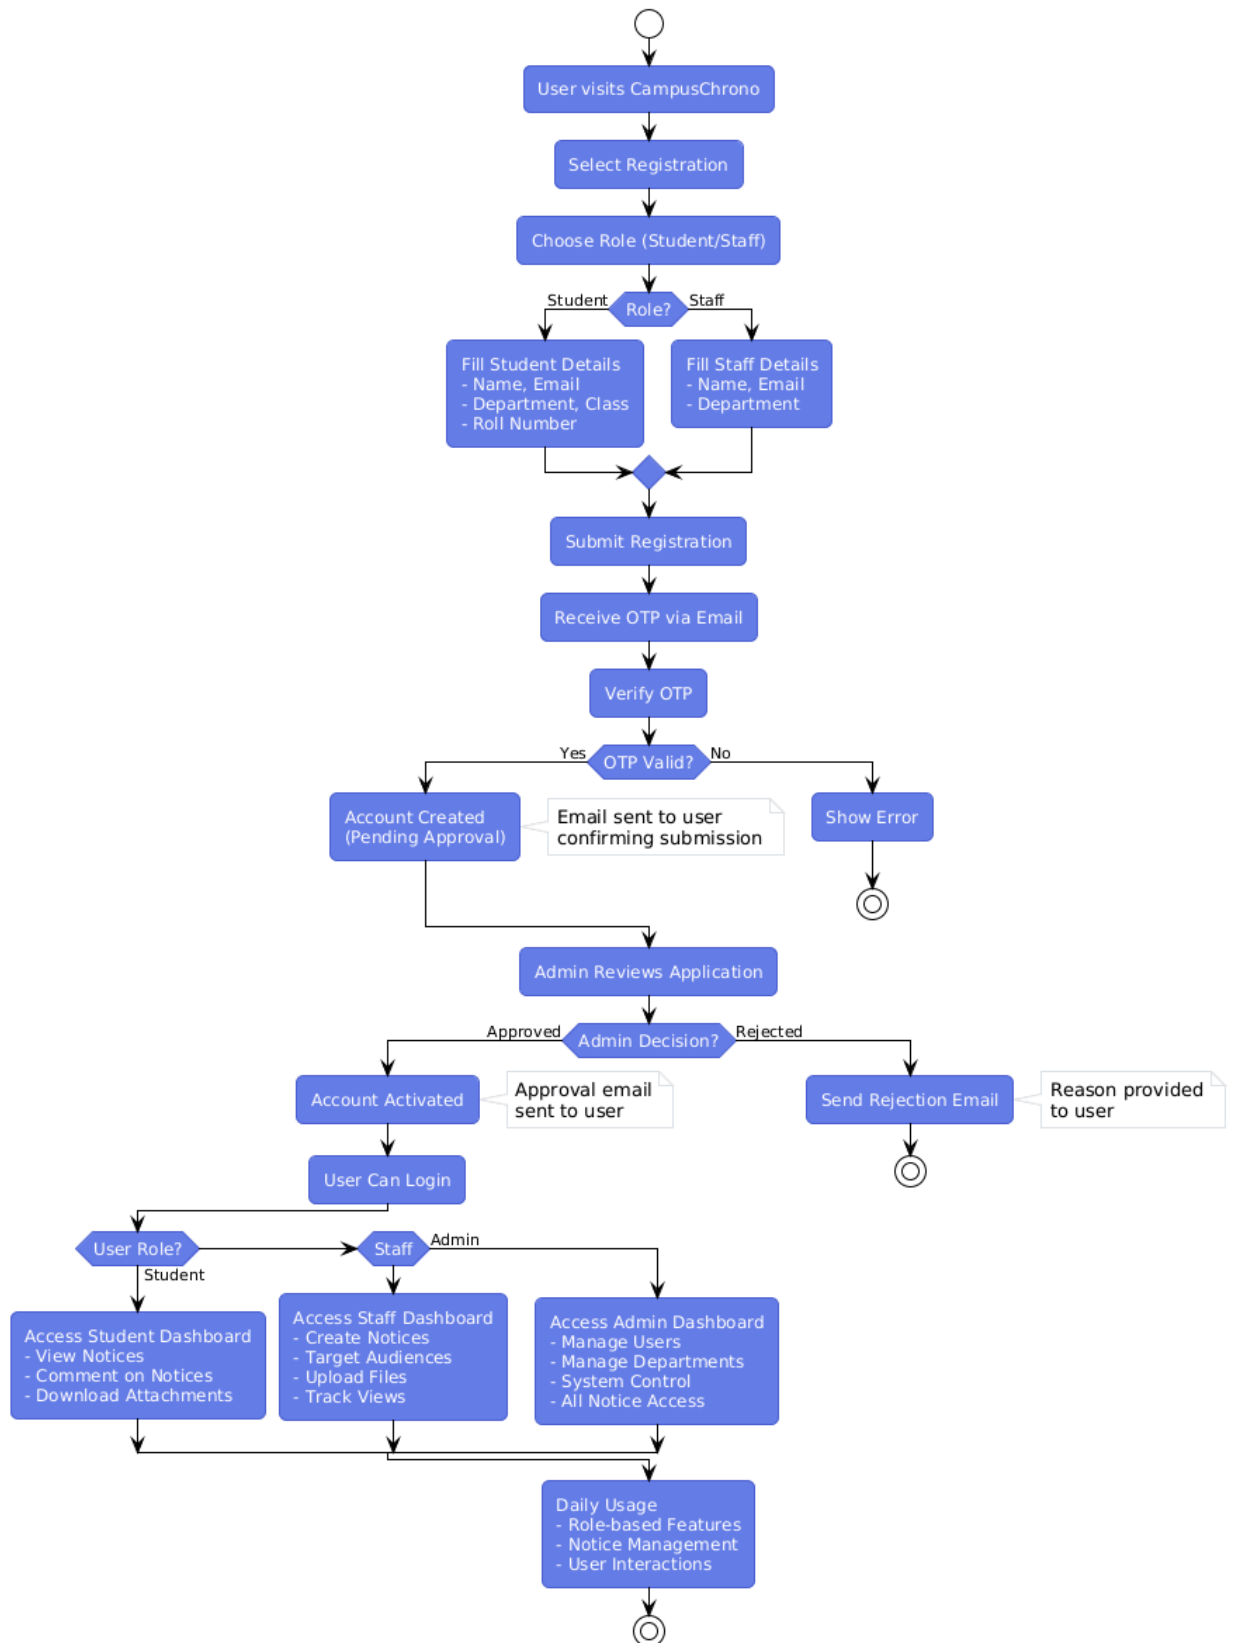 User visits CampusChrono
Select Registration
Choose Role (Student/Staff)
Student
Role?
Staff
Fill Student Details
- Name, Email
- Department, Class
- Roll Number
Fill Staff Details
- Name, Email
- Department
Submit Registration
Receive OTP via Email
Verify OTP
Yes
OTP Valid?
No
Account Created
(Pending Approval)
Email sent to user
confirming submission
Show Error
Admin Reviews Application
Approved
Admin Decision?
Rejected
Account Activated
Approval email
sent to user
Send Rejection Email
Reason provided
to user
User Can Login
User Role?
Student
Staff
Admin
Access Student Dashboard
- View Notices
- Comment on Notices
- Download Attachments
Access Staff Dashboard
- Create Notices
- Target Audiences
- Upload Files
- Track Views
Access Admin Dashboard
- Manage Users
- Manage Departments
- System Control
- All Notice Access
Daily Usage
- Role-based Features
- Notice Management
- User Interactions